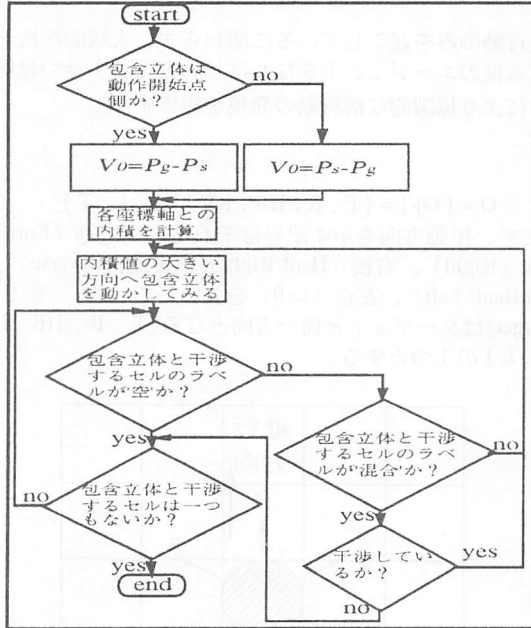 start
包含立体は
動作開始点
側か?
no
yes
Vo=Pg-Ps
Vo=Ps-Pg
各座標軸との
内積を計算
内積値の大きい
方向へ包含立体
を動かしてみる
包含立体と干渉
するセルのラベ
ルが'空'か?
no
yes
包含立体と干渉
するセルのラベ
ルが'混合'か?
no
yes
包含立体と干渉
するセルは一つ
もないか?
no
yes
干渉してい
るか?
yes
no
end